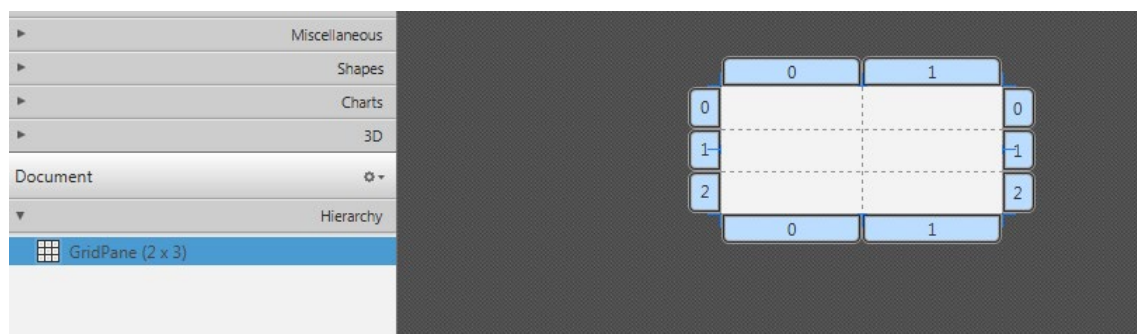 Miscellaneous
Shapes
Charts
3D
Document
Hierarchy
GridPane (2 x 3)
0 1
0 0
1 1
2 2
0 1